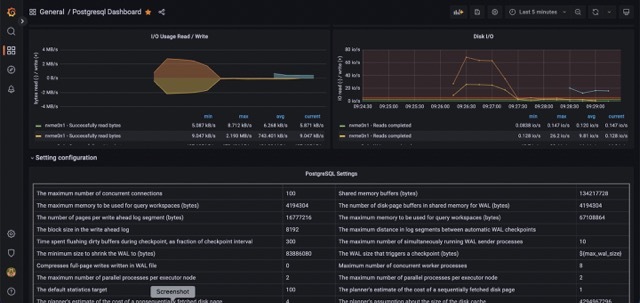 General / Postgresql Dashboard
Last 5 minutes
I/O Usage Read / Write
bytes read (-) / write (+)
4 MB/s
2 MB/s
0 B/s
-2 MB/s
-4 MB/s
min max avg current
nvme0n1 - Successfully read bytes 5.087 kB/s 8.712 kB/s 6.268 kB/s 5.871 kB/s
nvme0n1 - Successfully read bytes 9.047 kB/s 2.193 MB/s 743.401 kB/s 9.047 kB/s
Disk I/O
IO read (-) / write (+)
80 io/s
60 io/s
40 io/s
20 io/s
0 io/s
09:24:30 09:25:00 09:25:30 09:26:00 09:26:30 09:27:00 09:27:30 09:28:00 09:28:30 09:29:00
min max avg current
nvme0n1 - Reads completed 0.0838 io/s 0.147 io/s 0.120 io/s 0.147 io/s
nvme0n1 - Reads completed 0.128 io/s 26.2 io/s 9.81 io/s 0.128 io/s
Setting configuration
PostgreSQL Settings
The maximum number of concurrent connections 100 Shared memory buffers (bytes) 134217728
The maximum memory to be used for query workspaces (bytes) 4194304 The number of disk-page buffers in shared memory for WAL (bytes) 4194304
The number of pages per write ahead log segment (bytes) 16777216 The maximum memory to be used for query workspaces (bytes) 67108864
The block size in the write ahead log 8192 The maximum distance in log segments between automatic WAL checkpoints
Time spent flushing dirty buffers during checkpoint, as fraction of checkpoint interval 300 The maximum number of simultaneously running WAL sender processes 10
The minimum size to shrink the WAL to (bytes) 83886080 The WAL size that triggers a checkpoint (bytes) ${max_wal_size}
Compresses full-page writes written in WAL file 0 Maximum number of concurrent worker processes 8
The maximum number of parallel processes per executor node 2 The maximum number of parallel processes per executor node 2
The default statistics target 100 The planner's estimate of the cost of a sequentially fetched disk page 1
The planner's estimate of the cost of a nonsequentially fetched disk page 4 The planner's assumption about the size of the data cache 4294967296
Screenshot